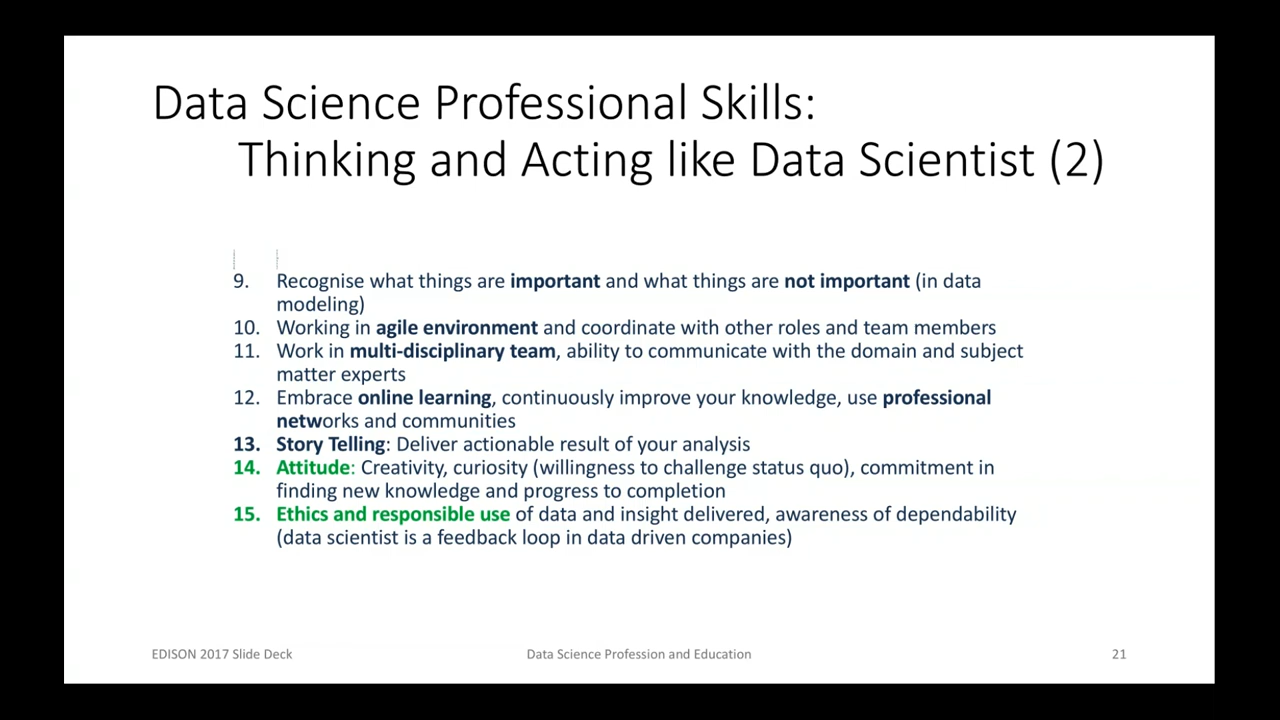 Data Science Professional Skills:
Thinking and Acting like Data Scientist (2)
9. Recognise what things are important and what things are not important (in data
modeling)
10. Working in agile environment and coordinate with other roles and team members
11. Work in multi-disciplinary team, ability to communicate with the domain and subject
matter experts
12. Embrace online learning, continuously improve your knowledge, use professional
networks and communities
13. Story Telling: Deliver actionable result of your analysis
14. Attitude: Creativity, curiosity (willingness to challenge status quo), commitment in
finding new knowledge and progress to completion
15. Ethics and responsible use of data and insight delivered, awareness of dependability
(data scientist is a feedback loop in data driven companies)
EDISON 2017 Slide Deck
Data Science Profession and Education
21